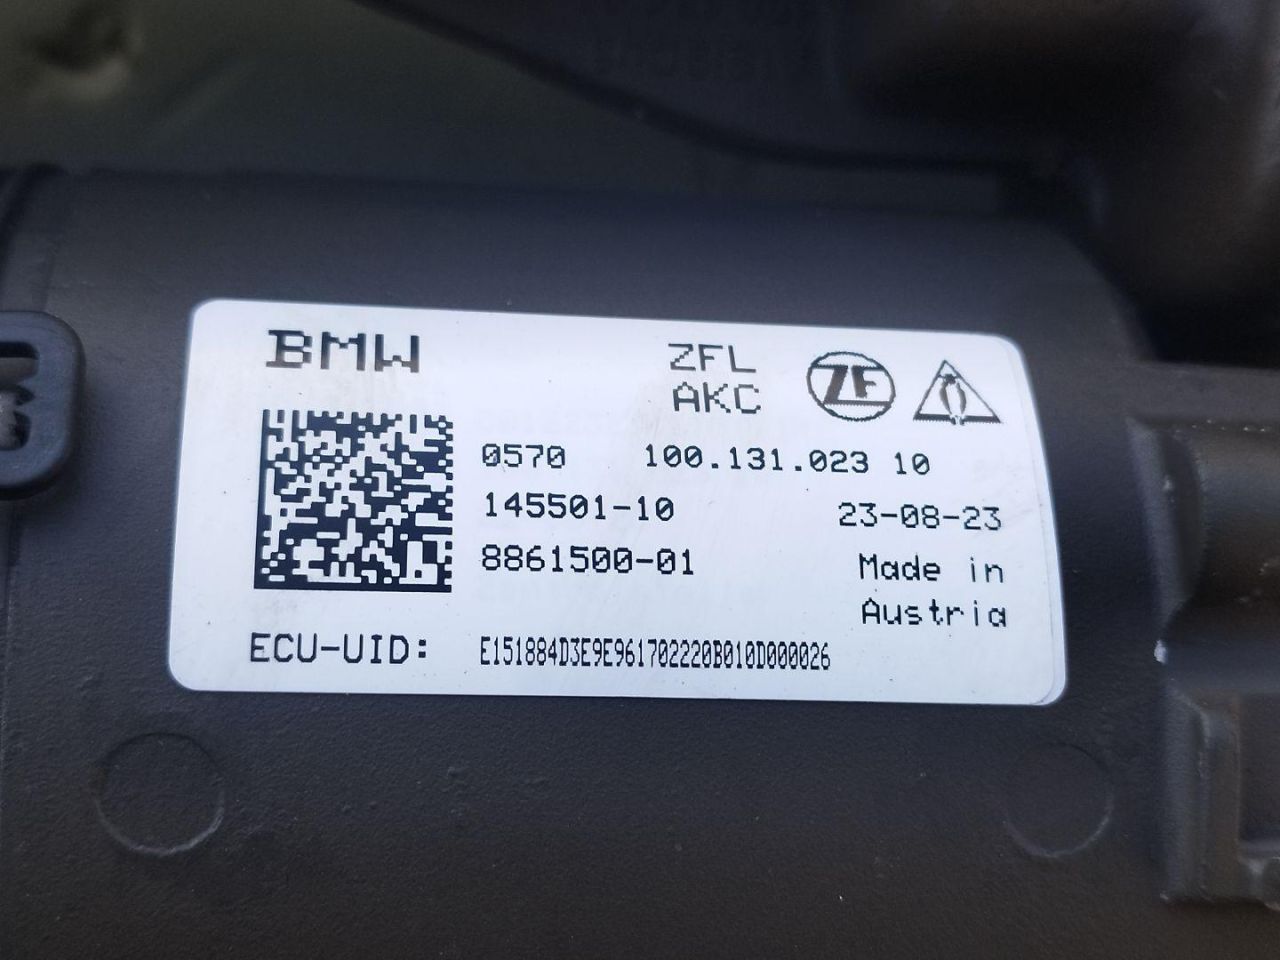 BMW
ZFL
AKC
ZF
0570 100.131.023 10
145501-10 23-08-23
8861500-01 Made in
Austria
ECU-UID: E151884D3E9E961702220B010D000026